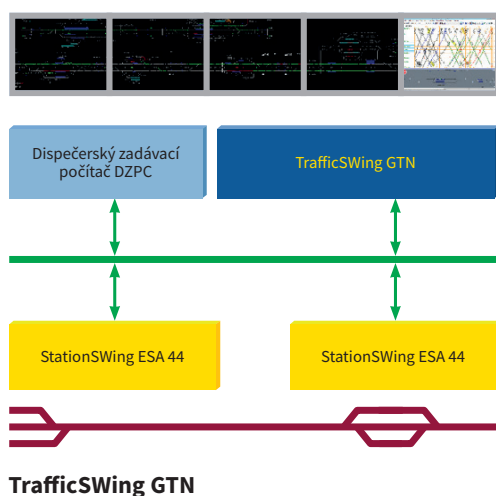 Dispečerský zadávací
počítač DZPC
TrafficSWing GTN
StationSWing ESA 44
StationSWing ESA 44
TrafficSWing GTN